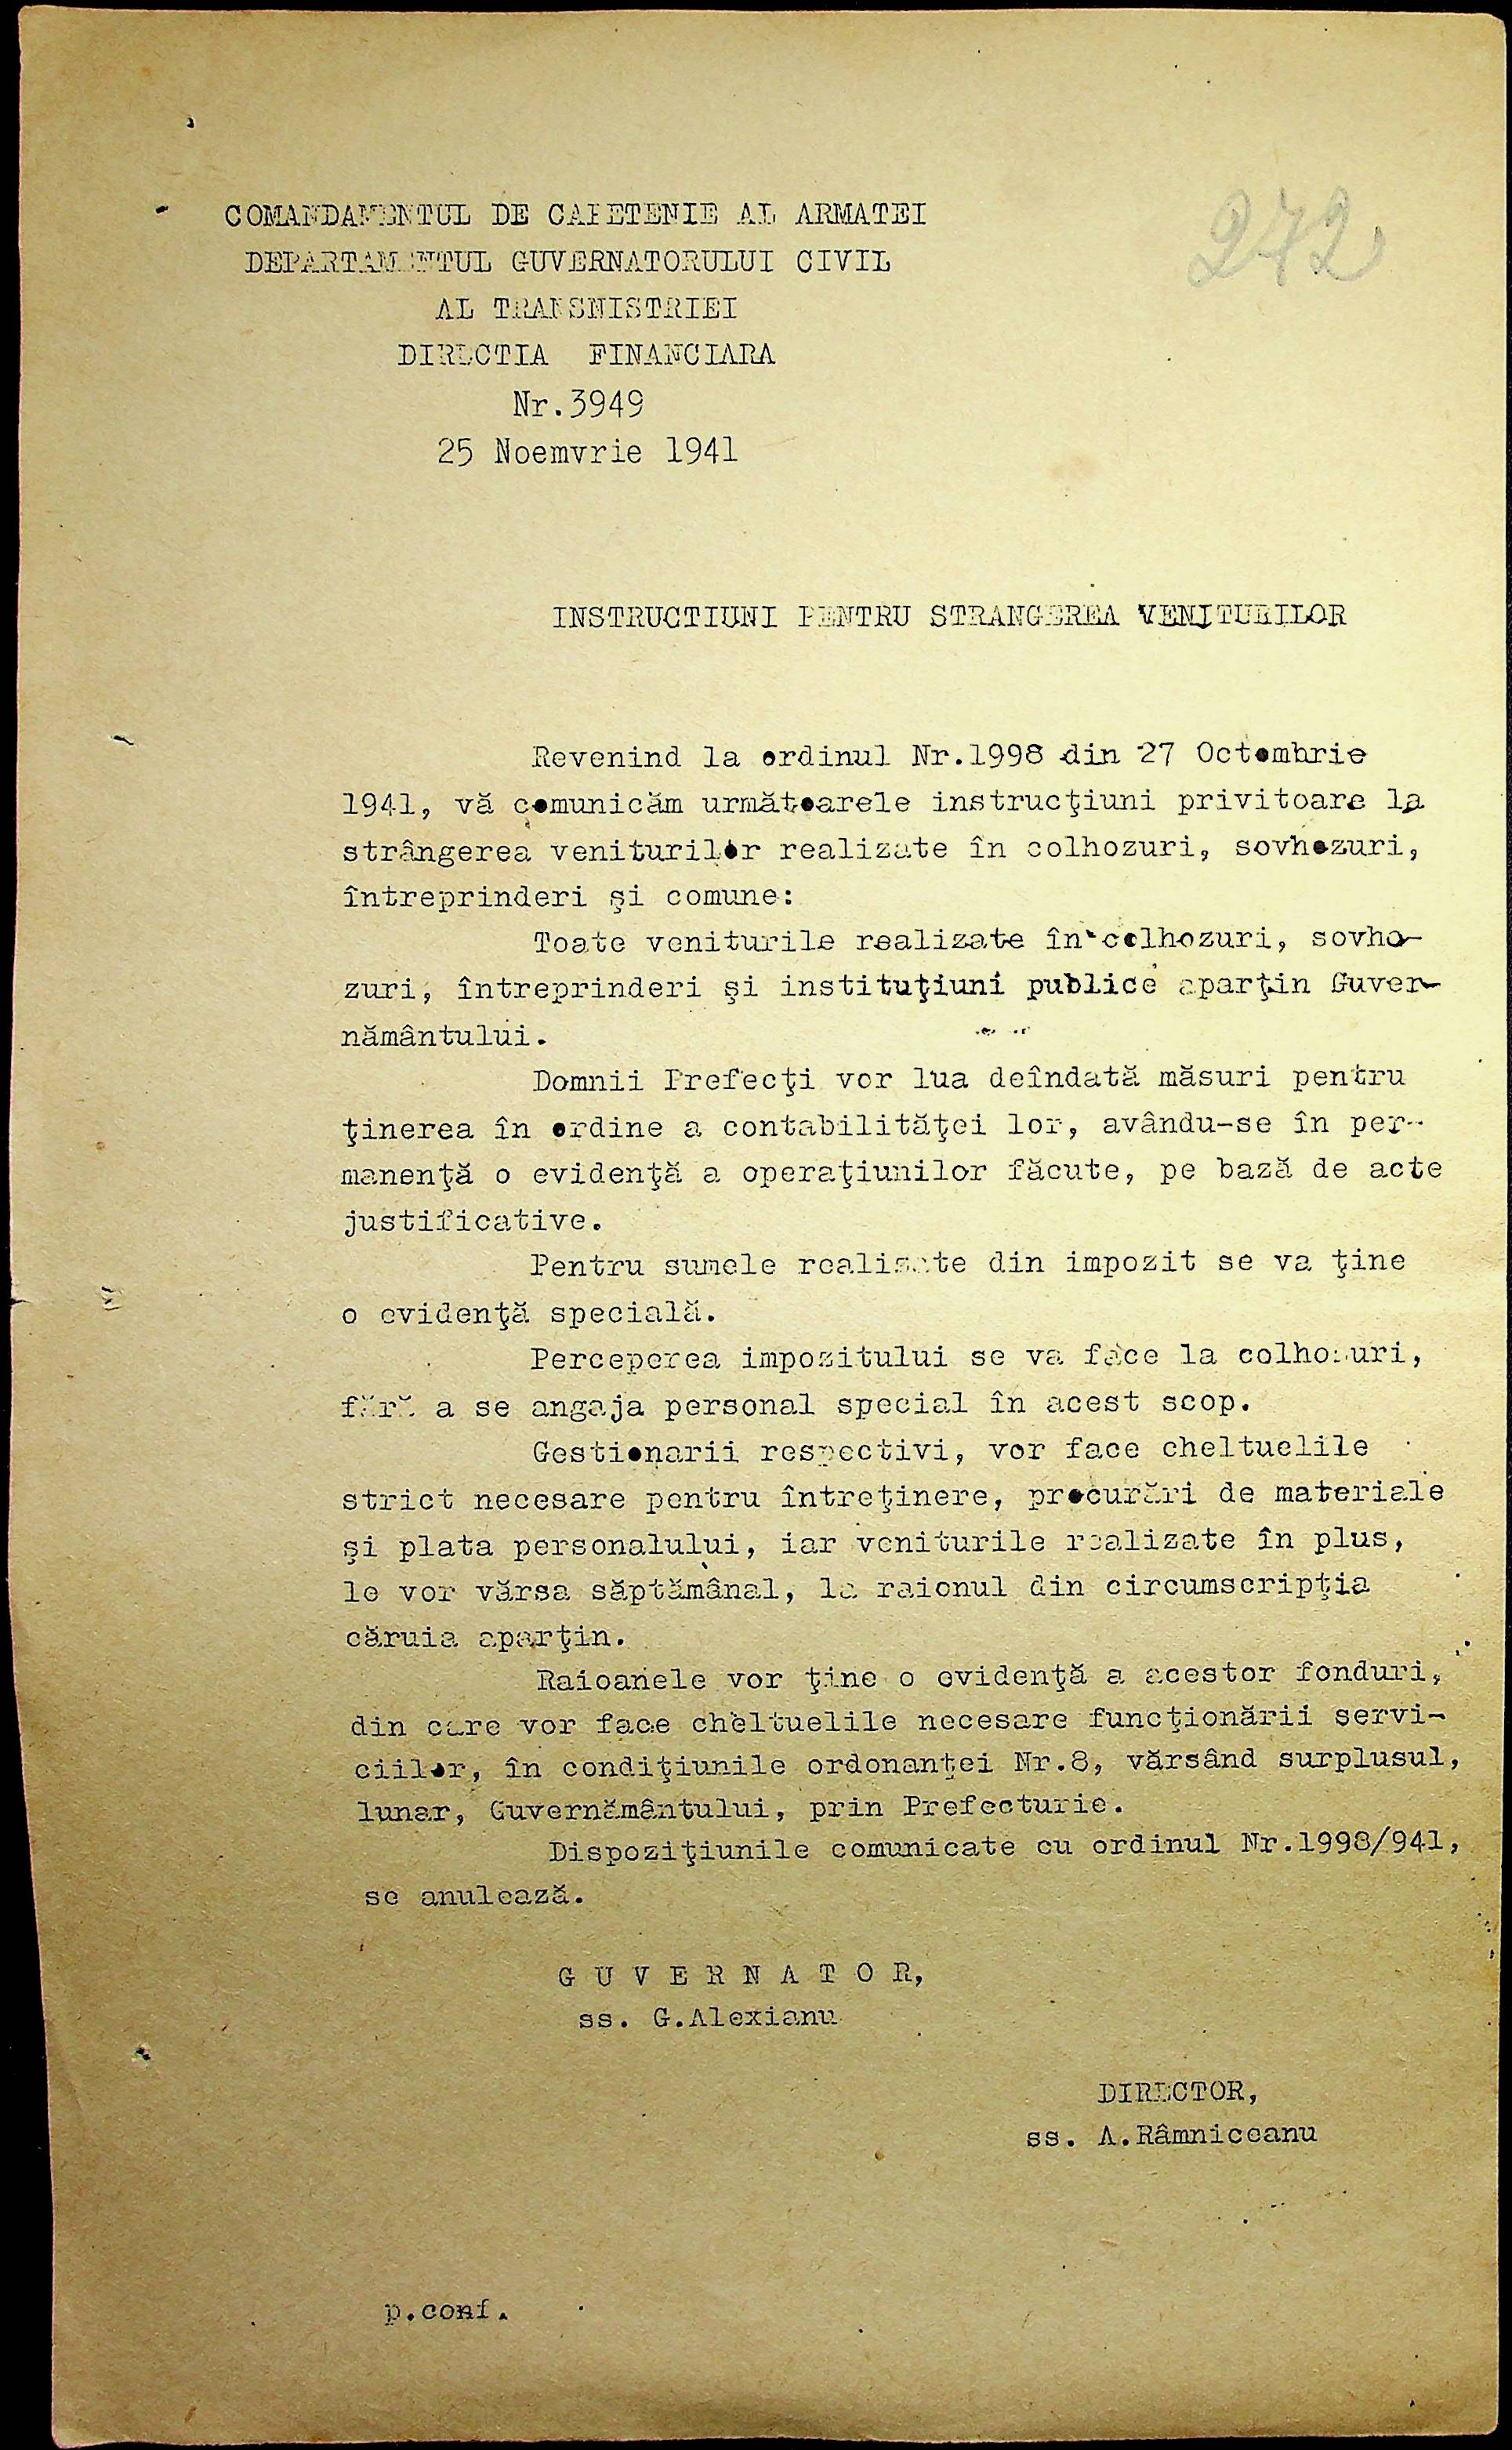 272
COMANDAMENTUL DE CAPETENIE AL ARMATEI
DEPARTAMENTUL GUVERNATORULUI CIVIL
AL TRANSNISTRIEI
DIRECTIA FINANCIARA
Nr.3949
25 Noemvrie 1941
INSTRUCTIUNI PENTRU STRANGEREA VENITURILOR
Revenind la ordinul Nr.1998 din 27 Octombrie
1941, vă comunicăm următoarele instrucţiuni privitoare la
strângerea veniturilor realizate în colhozuri, sovhozuri,
întreprinderi şi comune:
Toate veniturile realizate în colhozuri, sovho-
zuri, întreprinderi şi instituţiuni publice aparţin Guver-
nământului.
Domnii Prefecţi vor lua deîndată măsuri pentru
ţinerea în ordine a contabilităţei lor, avându-se în per-
manenţă o evidenţă a operaţiunilor făcute, pe bază de acte
justificative.
Pentru sumele realisate din impozit se va ţine
o evidenţă specială.
Perceperea impozitului se va face la colhozuri,
fără a se angaja personal special în acest scop.
Gestionarii respectivi, vor face cheltuelile
strict necesare pentru întreţinere, procurări de materiale
şi plata personalului, iar veniturile realizate în plus,
le vor vărsa săptămânal, la raionul din circumscripţia
căruia aparţin.
Raioanele vor ţine o evidenţă a acestor fonduri,
din care vor face cheltuelile necesare funcţionării servi-
ciilor, în condiţiunile ordonanţei Nr.8, vărsând surplusul,
lunar, Guvernământului, prin Prefecturie.
Dispoziţiunile comunicate cu ordinul Nr.1998/941,
se anulează.
G U V E R N A T O R,
ss. G.Alexianu
DIRECTOR,
ss. A.Râmniceanu
p.conf.